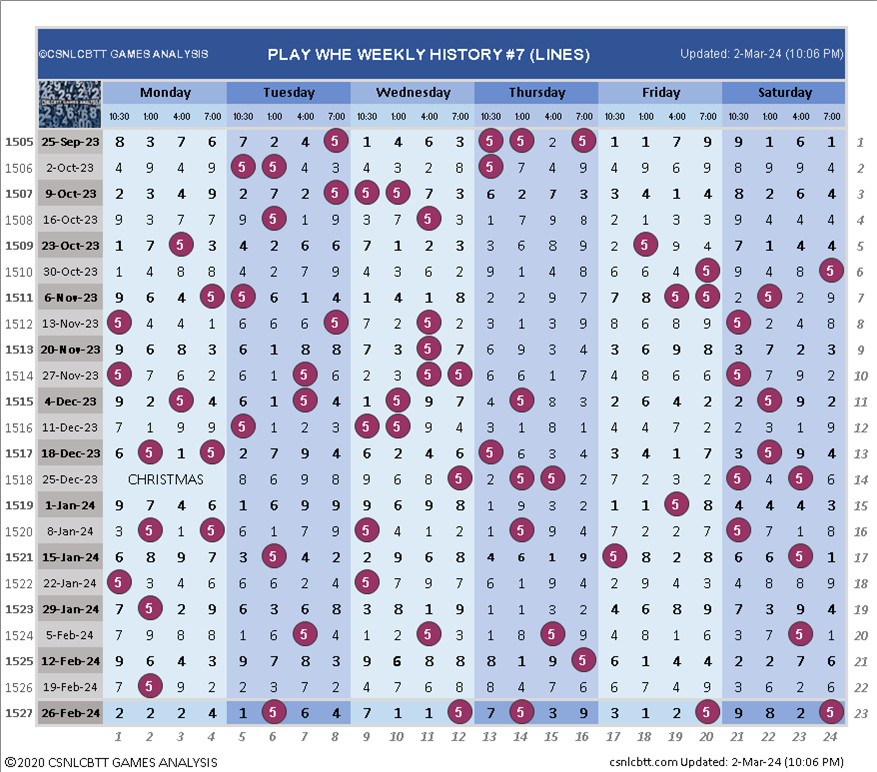 ©CSNLCBTT GAMES ANALYSIS PLAY WHE WEEKLY HISTORY #7 (LINES) Updated: 2-Mar-24 (10:06 PM)
Monday Tuesday Wednesday Thursday Friday Saturday
10:30 1:00 4:00 7:00 10:30 1:00 4:00 7:00 10:30 1:00 4:00 7:00 10:30 1:00 4:00 7:00 10:30 1:00 4:00 7:00 10:30 1:00 4:00 7:00
1505 25-Sep-23 8 3 7 6 7 2 4 5 1 4 6 3 5 5 2 5 1 1 7 9 9 1 6 1 1
1506 2-Oct-23 4 9 4 9 5 5 4 3 4 3 2 8 5 7 4 9 4 9 6 9 8 9 9 4 2
1507 9-Oct-23 2 3 4 9 2 7 2 5 5 5 7 3 6 2 7 3 3 4 1 4 8 2 6 4 3
1508 16-Oct-23 9 3 7 7 9 5 1 9 3 7 5 3 1 7 9 8 2 1 3 3 9 4 4 4 4
1509 23-Oct-23 1 7 5 3 4 2 6 6 7 1 2 3 3 6 8 9 2 5 9 4 7 1 4 4 5
1510 30-Oct-23 1 4 8 8 4 2 7 9 4 3 6 2 9 1 4 8 6 6 4 5 9 4 8 5 6
1511 6-Nov-23 9 6 4 5 5 6 1 4 1 4 1 8 2 2 9 7 7 8 5 5 2 5 2 9 7
1512 13-Nov-23 5 4 4 1 6 6 6 5 7 2 5 2 3 1 3 9 8 6 8 9 5 2 4 8 8
1513 20-Nov-23 9 6 8 3 6 1 8 8 7 3 5 7 6 9 3 4 3 6 9 8 3 7 2 3 9
1514 27-Nov-23 5 7 6 2 6 1 5 6 2 3 5 5 6 6 1 7 4 8 6 6 5 7 9 2 10
1515 4-Dec-23 9 2 5 4 6 1 5 4 1 5 9 7 4 5 8 3 2 6 4 2 2 5 9 2 11
1516 11-Dec-23 7 1 9 9 5 1 2 3 5 5 9 4 3 1 8 1 4 4 7 2 2 3 1 9 12
1517 18-Dec-23 6 5 1 5 2 7 9 4 6 2 4 6 5 6 3 4 3 4 1 7 3 5 9 4 13
1518 25-Dec-23 CHRISTMAS 8 6 9 8 9 6 8 5 2 5 5 2 7 2 3 2 5 4 5 6 14
1519 1-Jan-24 9 7 4 6 1 6 9 9 9 6 9 8 1 9 3 2 1 1 5 8 4 4 4 3 15
1520 8-Jan-24 3 5 1 5 6 1 7 9 5 4 1 2 1 5 9 4 7 2 2 7 5 7 1 8 16
1521 15-Jan-24 6 8 9 7 3 5 4 2 2 9 6 8 4 6 1 9 5 8 2 8 6 6 5 1 17
1522 22-Jan-24 5 3 4 6 6 6 2 4 5 7 9 7 6 1 9 4 2 9 4 3 4 8 8 9 18
1523 29-Jan-24 7 5 2 9 6 3 6 8 3 8 1 9 1 1 3 2 4 6 8 9 7 3 9 4 19
1524 5-Feb-24 7 9 8 8 1 6 5 4 1 2 5 3 1 8 5 9 4 8 1 6 3 7 5 1 20
1525 12-Feb-24 9 6 4 3 9 7 8 3 9 6 8 8 8 1 9 5 6 1 4 4 2 2 7 6 21
1526 19-Feb-24 7 5 9 2 2 3 7 2 4 7 6 8 8 4 7 6 6 7 4 9 3 6 2 6 22
1527 26-Feb-24 2 2 2 4 1 5 6 4 7 1 1 5 7 5 3 9 3 1 2 5 9 8 2 5 23
1 2 3 4 5 6 7 8 9 10 11 12 13 14 15 16 17 18 19 20 21 22 23 24
©2020 CSNLCBTT GAMES ANALYSIS csnlcbtt.com Updated: 2-Mar-24 (10:06 PM)